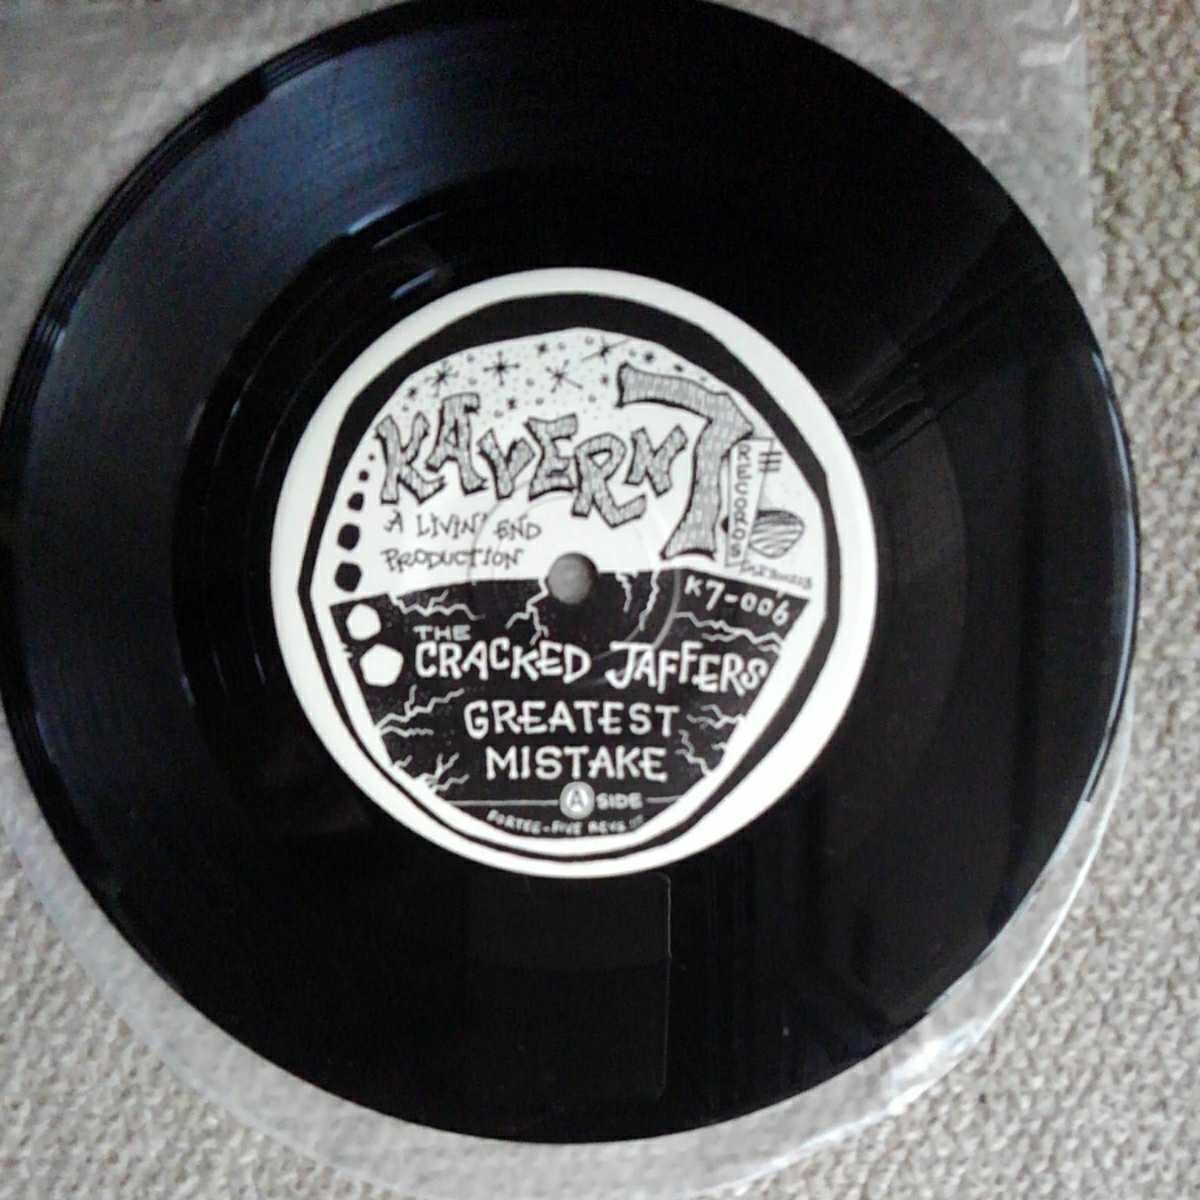 KAVERN 7
RECORDS
A LIVIN' END
PRODUCTION
K7-006
THE
CRACKED JAFFERS
GREATEST
MISTAKE
A SIDE
FORTEE-FIVE REVS !!!